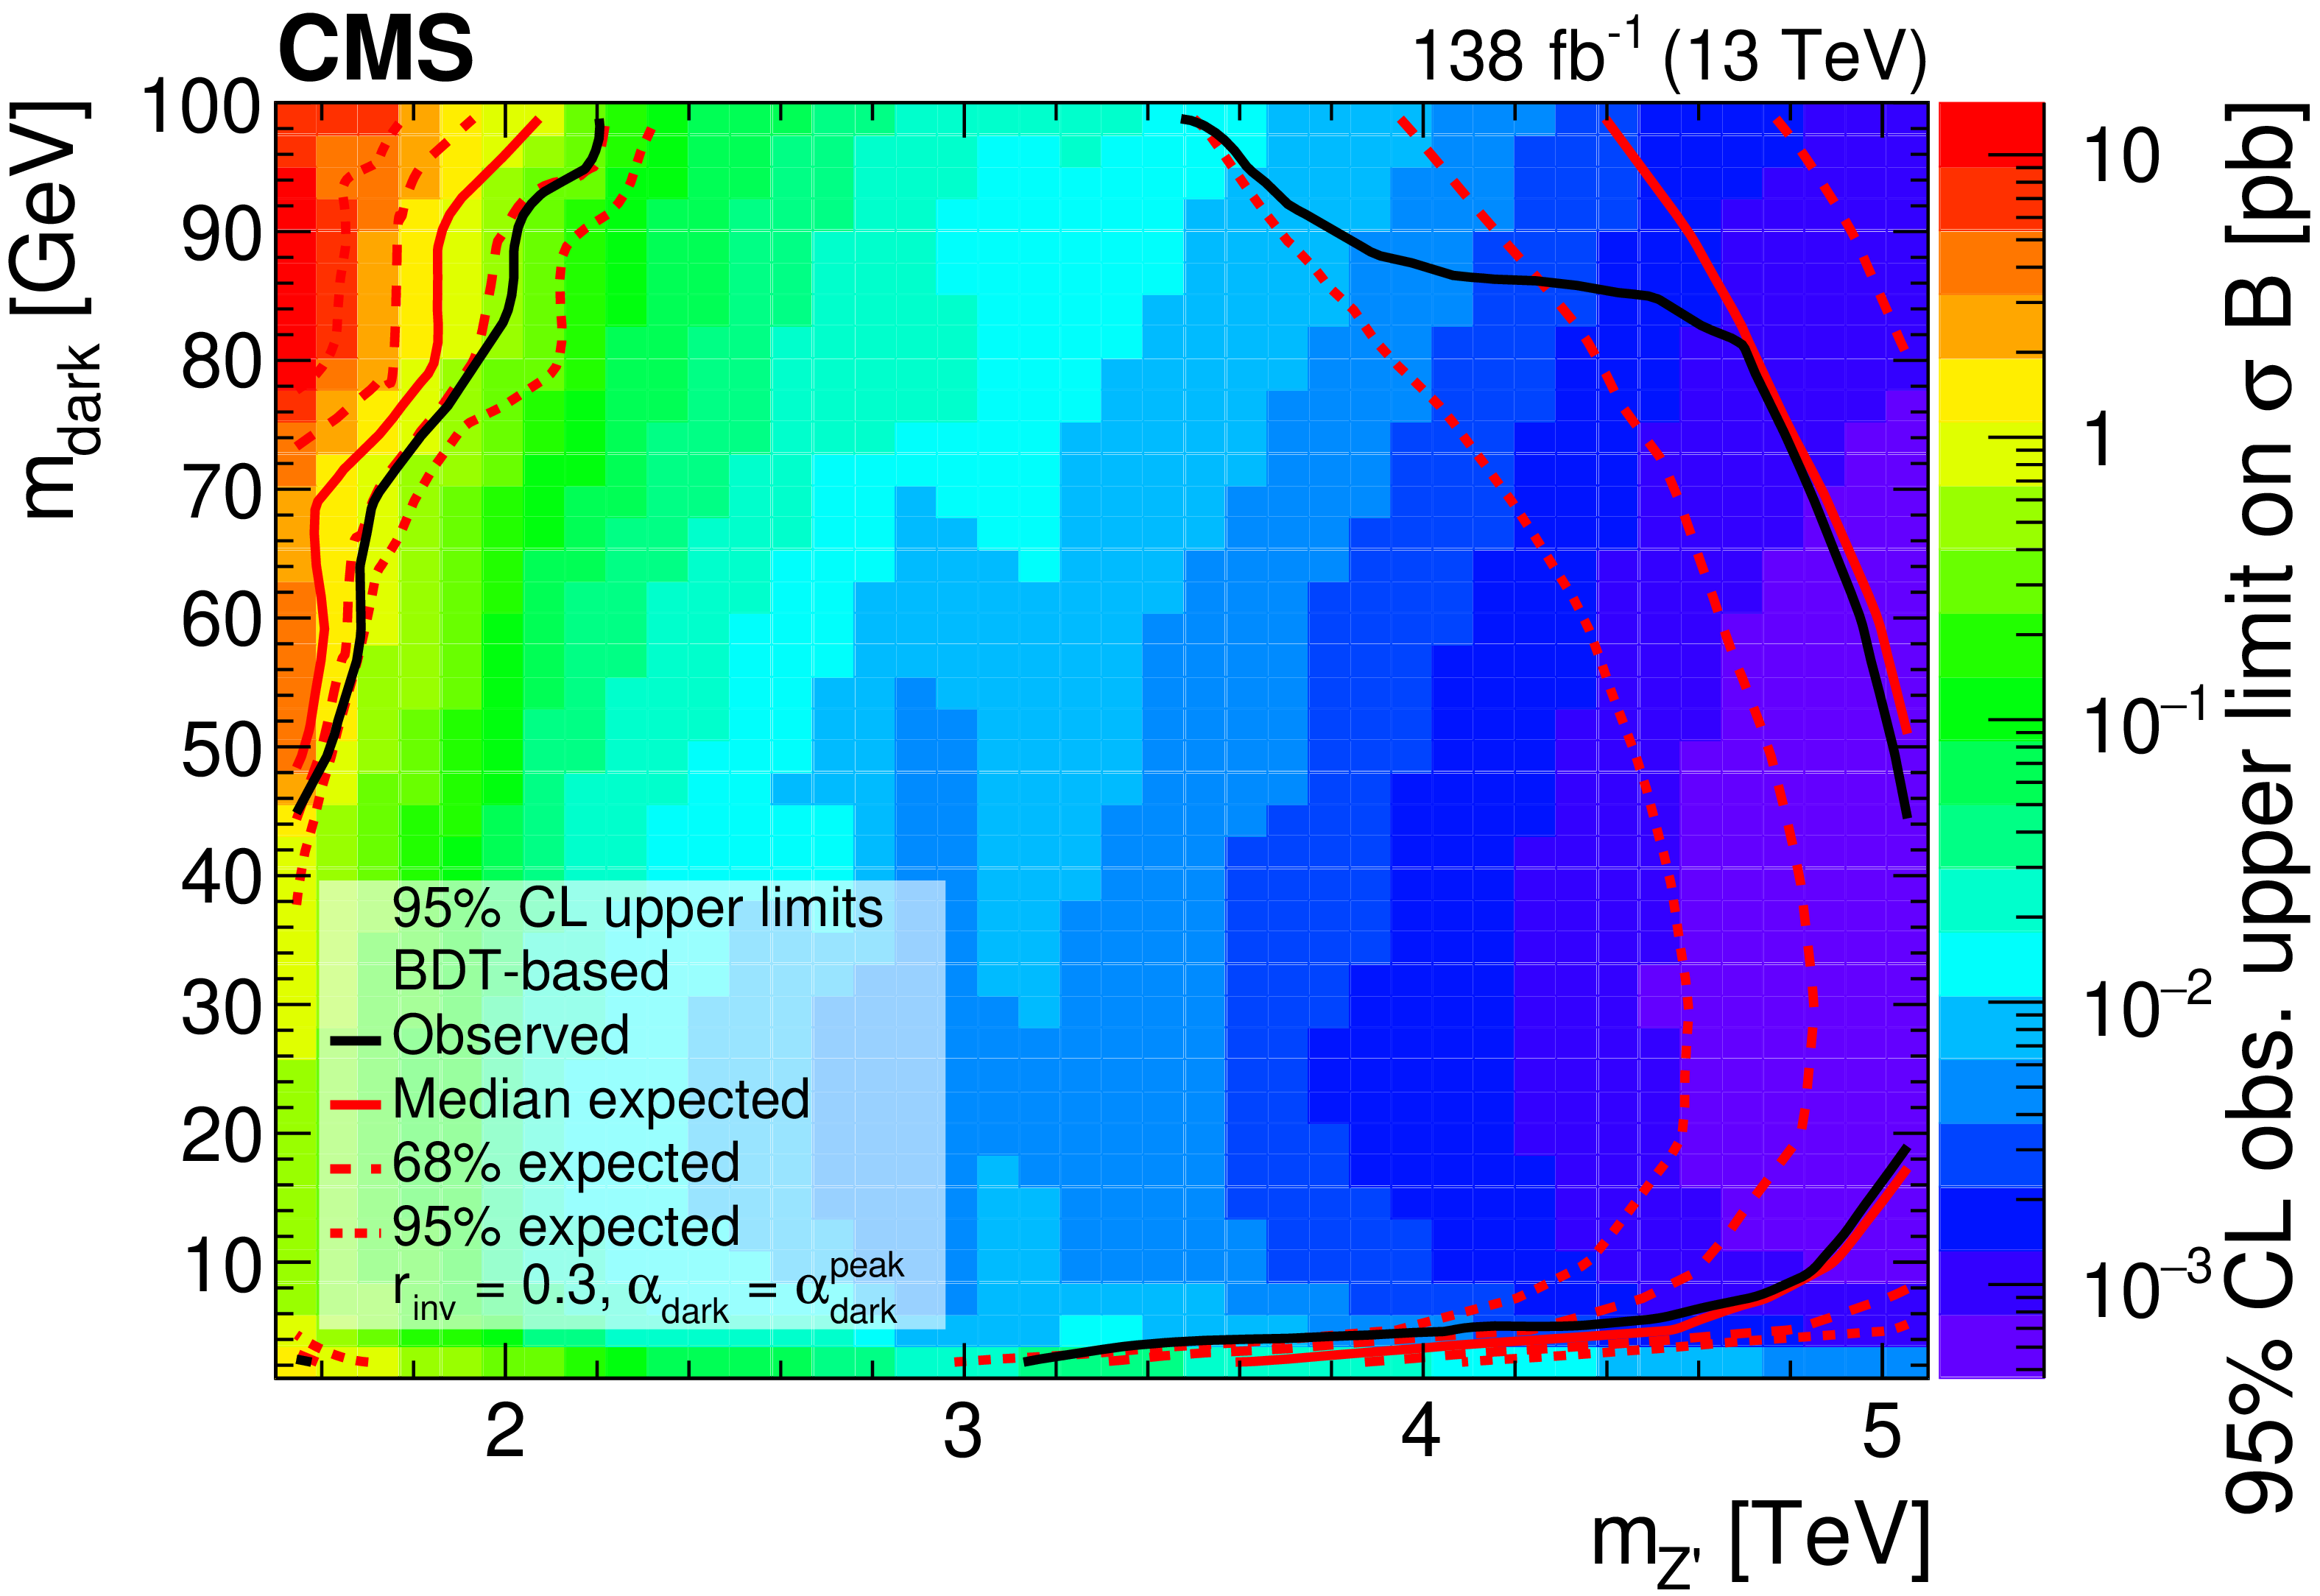 CMS
138 fb-1 (13 TeV)
mdark [GeV]
100
90
80
70
60
50
40
30
20
10
95% CL upper limits
BDT-based
Observed
Median expected
68% expected
95% expected
rinv = 0.3, αdark = αdark peak
2
3
4
5
mZ' [TeV]
10
1
10−1
10−2
10−3
95% CL obs. upper limit on σ B [pb]